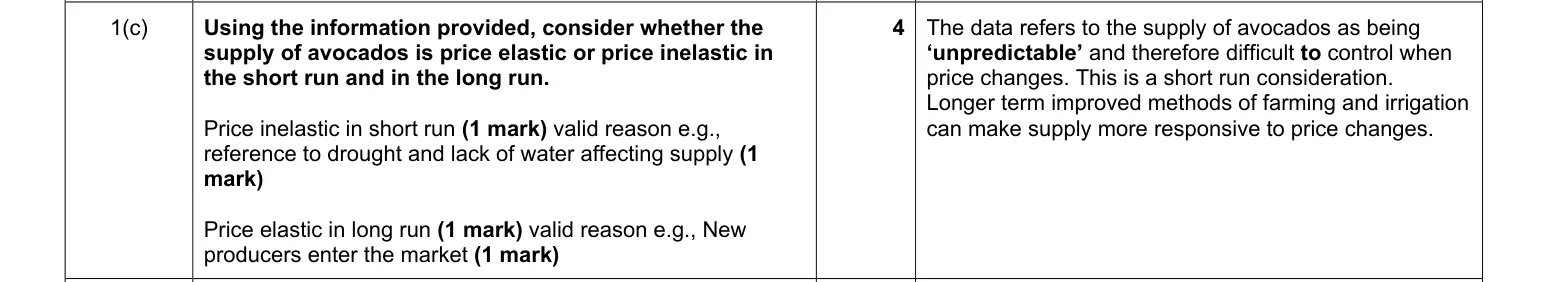 1(c)
Using the information provided, consider whether the
supply of avocados is price elastic or price inelastic in
the short run and in the long run.
Price inelastic in short run (1 mark) valid reason e.g.,
reference to drought and lack of water affecting supply (1
mark)
Price elastic in long run (1 mark) valid reason e.g., New
producers enter the market (1 mark)
4
The data refers to the supply of avocados as being
‘unpredictable’ and therefore difficult to control when
price changes. This is a short run consideration.
Longer term improved methods of farming and irrigation
can make supply more responsive to price changes.